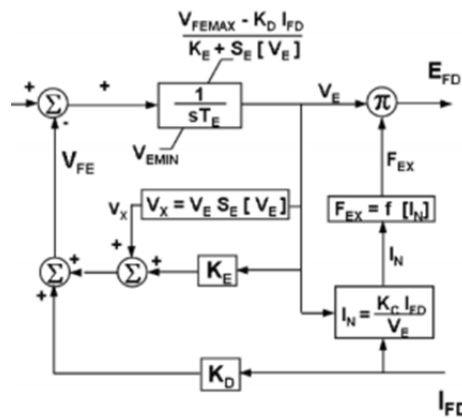 V_FEMAX - K_D I_FD
K_E + S_E [ V_E ]
+
+
Σ
-
1
sT_E
V_E
π
E_FD
V_EMIN
V_FE
F_EX
V_X
V_X = V_E S_E [ V_E ]
F_EX = f [I_N]
+
+
Σ
+
+
Σ
+
K_E
I_N
I_N = K_C I_FD
V_E
K_D
I_FD